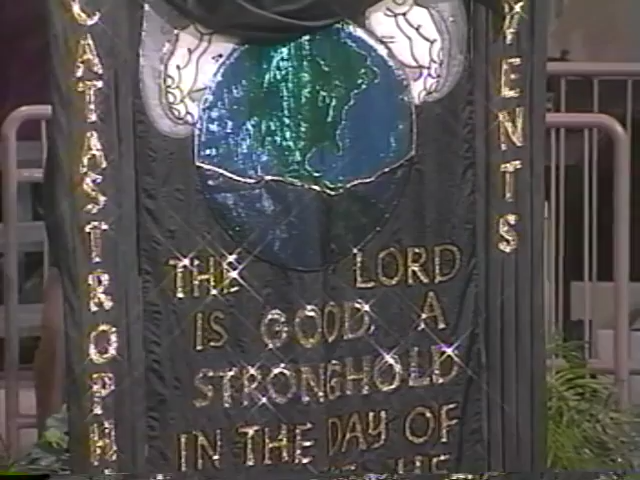 CATASTROPH
VENTS
THE LORD
IS GOOD, A
STRONGHOLD
IN THE DAY OF